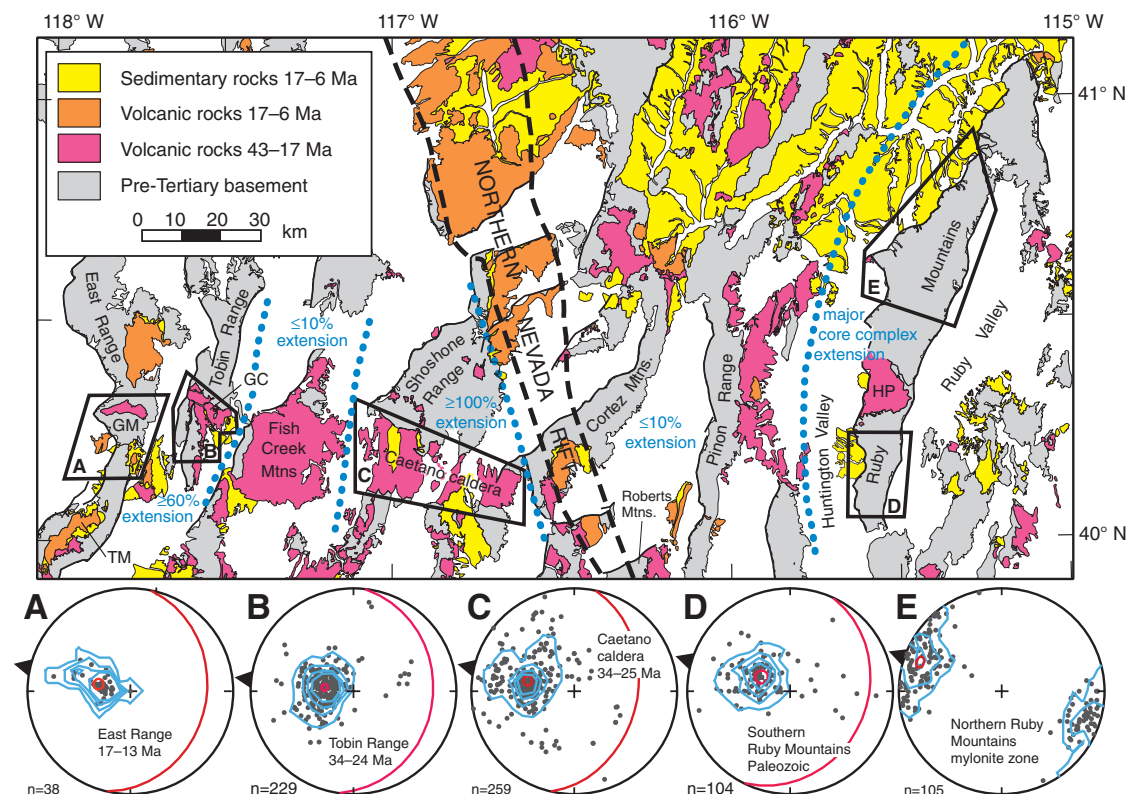 118° W
117° W
116° W
115° W
Sedimentary rocks 17–6 Ma
Volcanic rocks 17–6 Ma
Volcanic rocks 43–17 Ma
Pre-Tertiary basement
0 10 20 30
km
41° N
40° N
NORTHERN
NEVADA
RIFT
East
Range
Tobin Range
GC
GM
A
B
TM
≤10%
extension
≥60%
extension
Fish
Creek
Mtns
Shoshone
Range
≥100%
extension
C
Caetano caldera
Cortez Mtns.
≤10%
extension
Roberts
Mtns.
Pinon Range
major
core complex
extension
Huntington Valley
HP
Ruby
D
E
Mountains
Ruby Valley
A
East Range
17–13 Ma
n=38
B
Tobin Range
34–24 Ma
n=229
C
Caetano
caldera
34–25 Ma
n=259
D
Southern
Ruby Mountains
Paleozoic
n=104
E
Northern Ruby
Mountains
mylonite zone
n=105